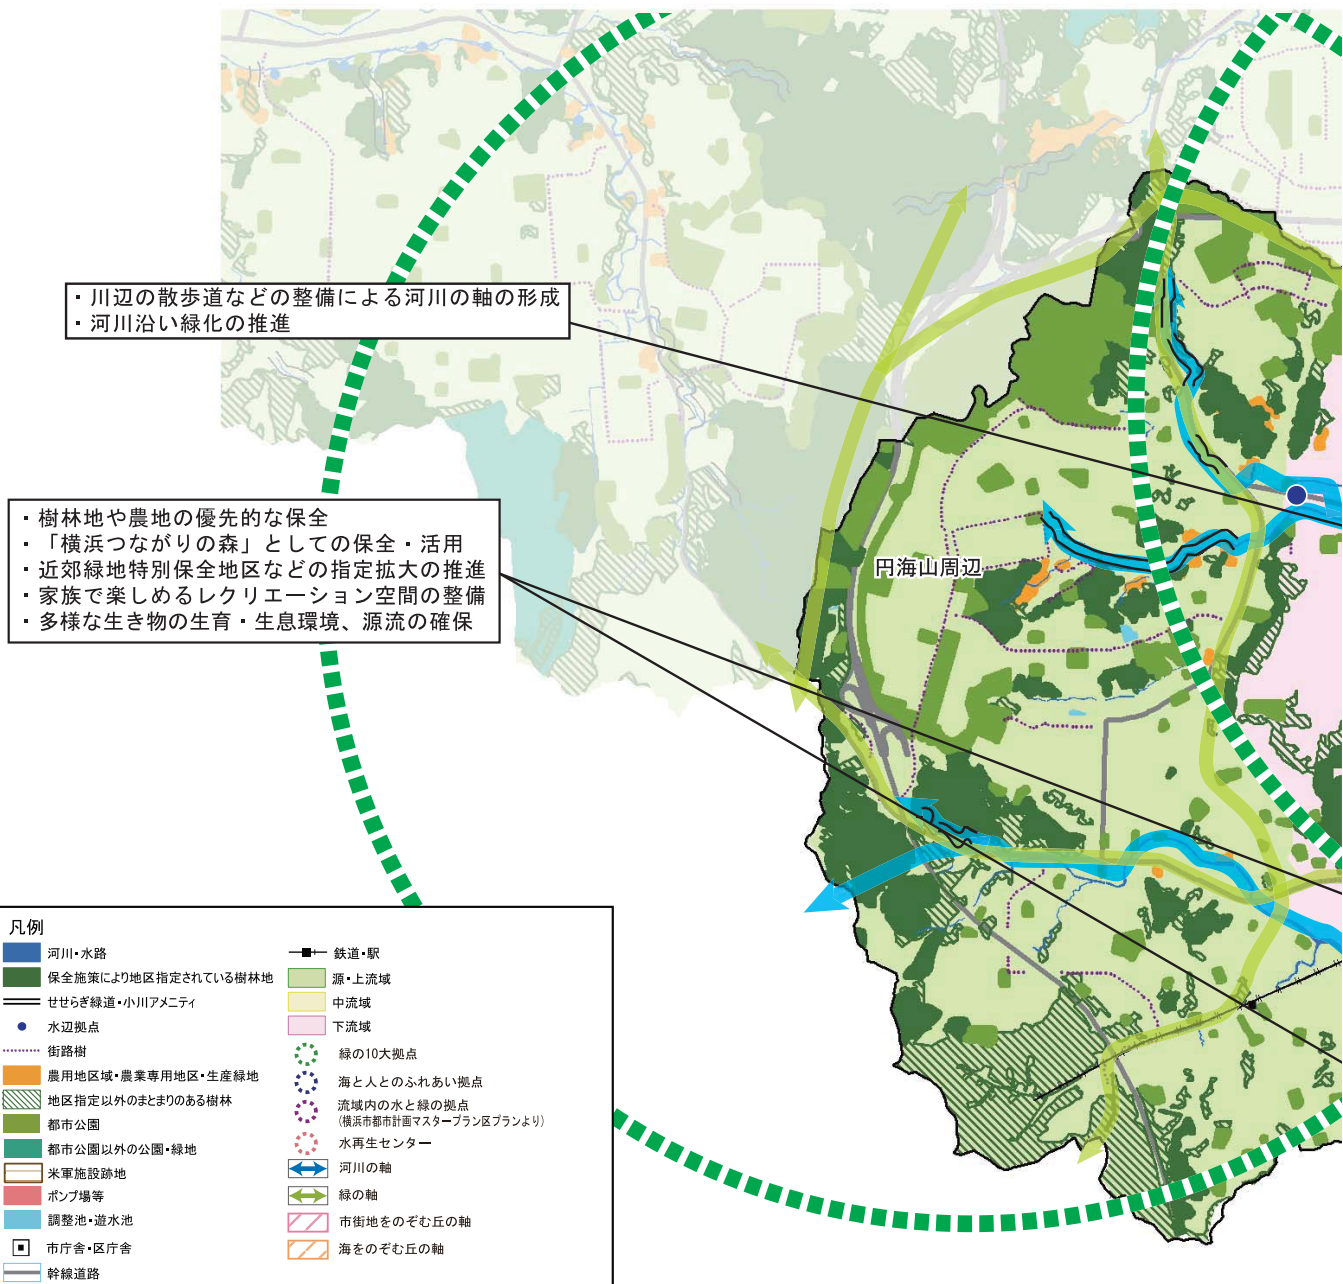 ・川辺の散歩道などの整備による河川の軸の形成
・河川沿い緑化の推進
・樹林地や農地の優先的な保全
・「横浜つながりの森」としての保全・活用
・近郊緑地特別保全地区などの指定拡大の推進
・家族で楽しめるレクリエーション空間の整備
・多様な生き物の生育・生息環境、源流の確保
円海山周辺
凡例
河川・水路
保全施策により地区指定されている樹林地
せせらぎ緑道・小川アメニティ
水辺拠点
街路樹
農用地区域・農業専用地区・生産緑地
地区指定以外のまとまりのある樹林
都市公園
都市公園以外の公園・緑地
米軍施設跡地
ポンプ場等
調整池・遊水池
市庁舎・区庁舎
幹線道路
鉄道・駅
源・上流域
中流域
下流域
緑の10大拠点
海と人とのふれあい拠点
流域内の水と緑の拠点
(横浜市都市計画マスタープラン区プランより)
水再生センター
河川の軸
緑の軸
市街地をのぞむ丘の軸
海をのぞむ丘の軸